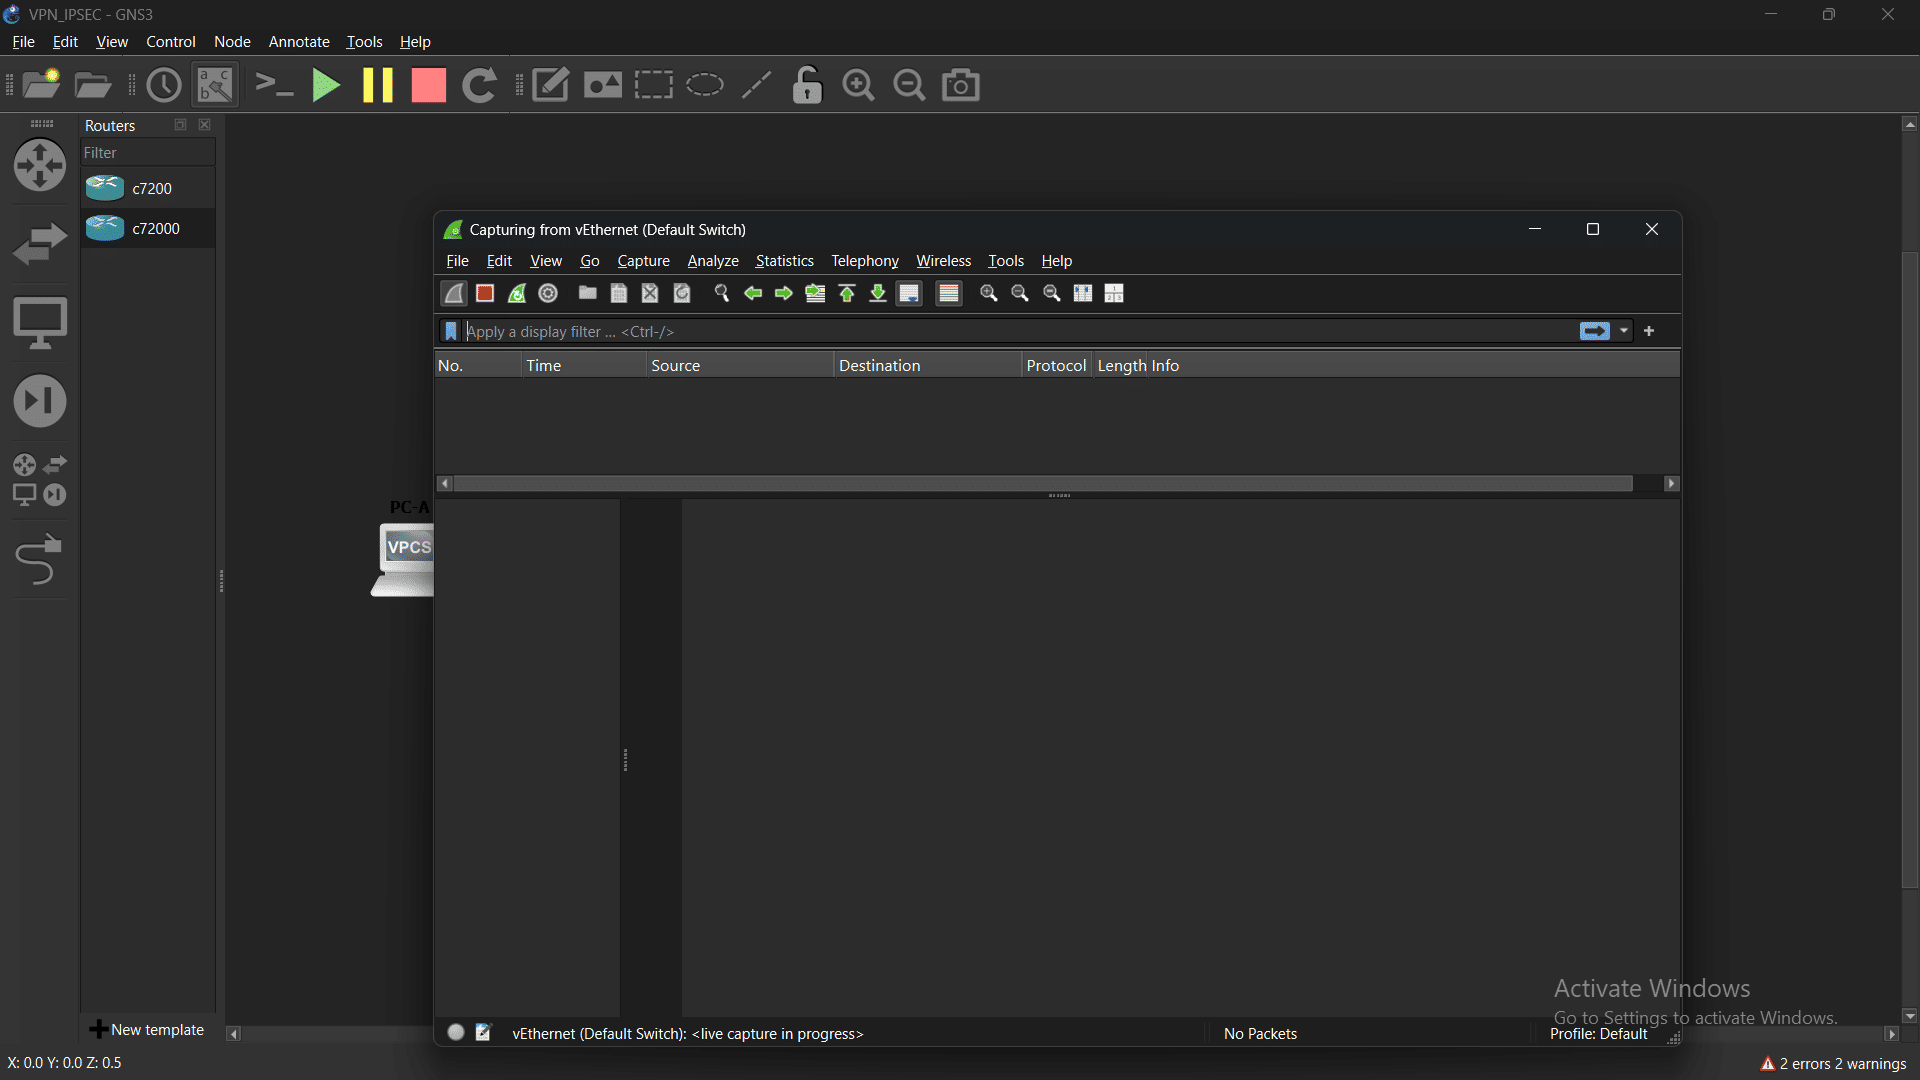 VPN_IPSEC - GNS3
File Edit View Control Node Annotate Tools Help
a c
b
Routers
Filter
c7200
c72000
PC-A
VPCS
New template
X: 0.0 Y: 0.0 Z: 0.5
2 errors 2 warnings
Capturing from vEthernet (Default Switch)
File Edit View Go Capture Analyze Statistics Telephony Wireless Tools Help
Apply a display filter ... <Ctrl-/>
No. Time Source Destination Protocol Length Info
vEthernet (Default Switch): <live capture in progress> No Packets Profile: Default
Activate Windows
Go to Settings to activate Windows.